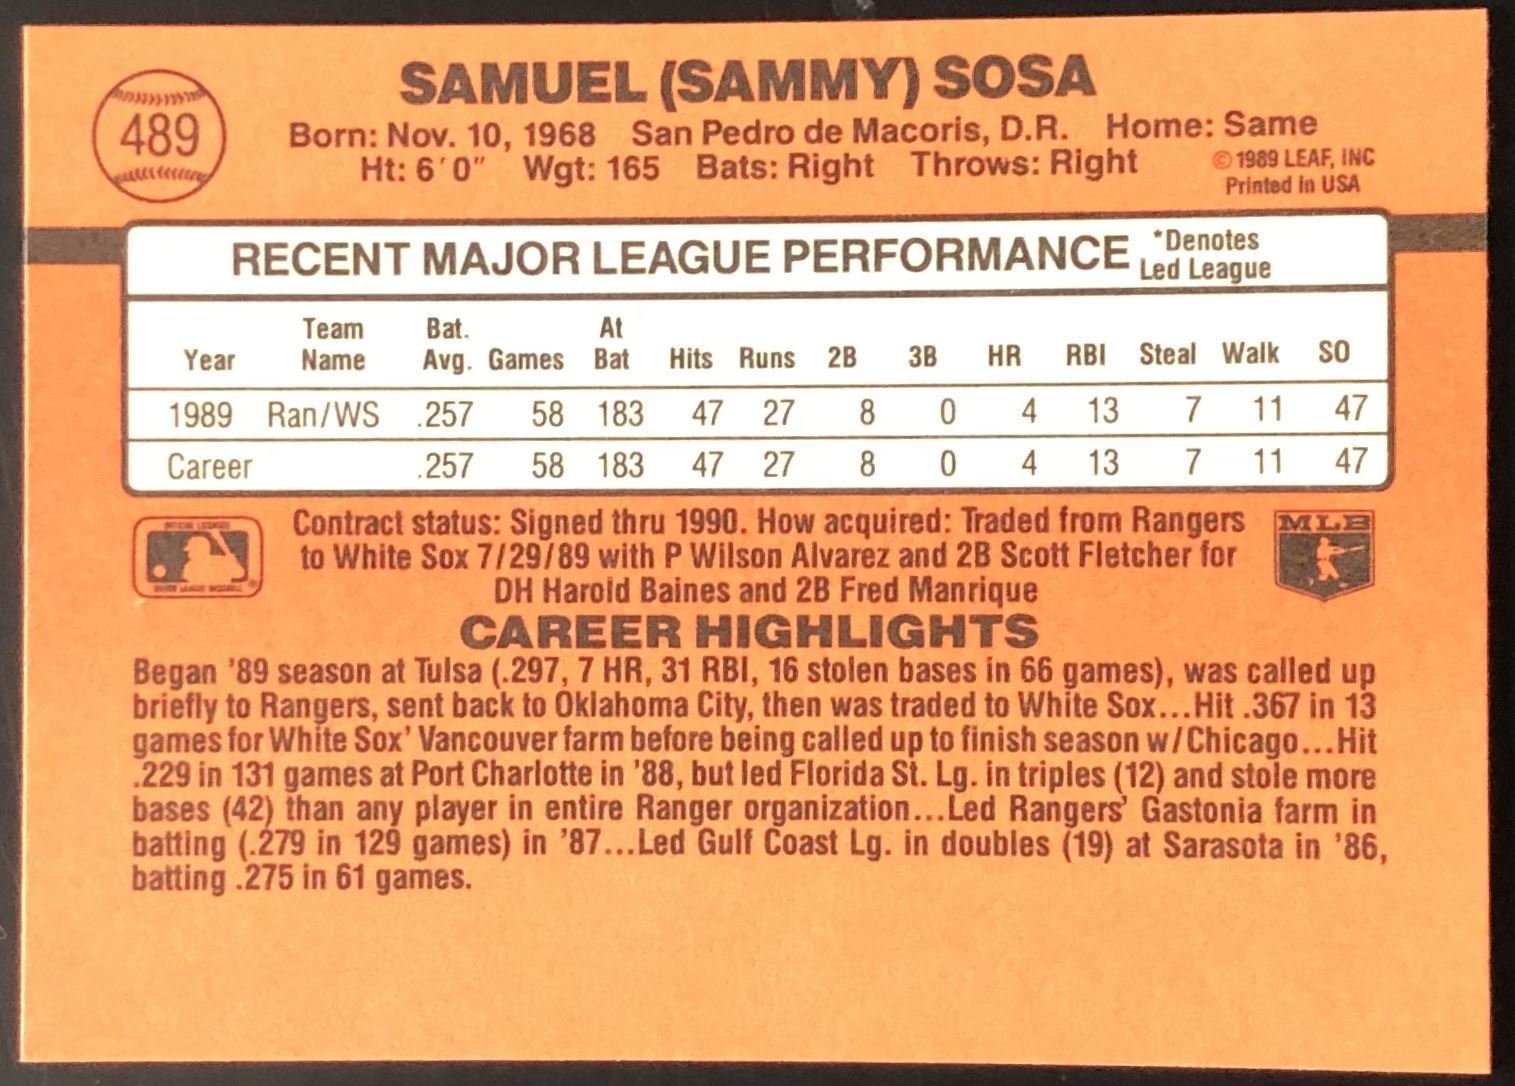 489
SAMUEL (SAMMY) SOSA
Born: Nov. 10, 1968 San Pedro de Macoris, D.R. Home: Same
Ht: 6'0" Wgt: 165 Bats: Right Throws: Right
©1989 LEAF, INC
Printed in USA
RECENT MAJOR LEAGUE PERFORMANCE
*Denotes
Led League
Year Team Name Bat. Avg. Games At Bat Hits Runs 2B 3B HR RBI Steal Walk SO
1989 Ran/WS .257 58 183 47 27 8 0 4 13 7 11 47
Career .257 58 183 47 27 8 0 4 13 7 11 47
Contract status: Signed thru 1990. How acquired: Traded from Rangers
to White Sox 7/29/89 with P Wilson Alvarez and 2B Scott Fletcher for
DH Harold Baines and 2B Fred Manrique
MLB
CAREER HIGHLIGHTS
Began '89 season at Tulsa (.297, 7 HR, 31 RBI, 16 stolen bases in 66 games), was called up
briefly to Rangers, sent back to Oklahoma City, then was traded to White Sox...Hit .367 in 13
games for White Sox' Vancouver farm before being called up to finish season w/Chicago...Hit
.229 in 131 games at Port Charlotte in '88, but led Florida St. Lg. in triples (12) and stole more
bases (42) than any player in entire Ranger organization...Led Rangers' Gastonia farm in
batting (.279 in 129 games) in '87...Led Gulf Coast Lg. in doubles (19) at Sarasota in '86,
batting .275 in 61 games.